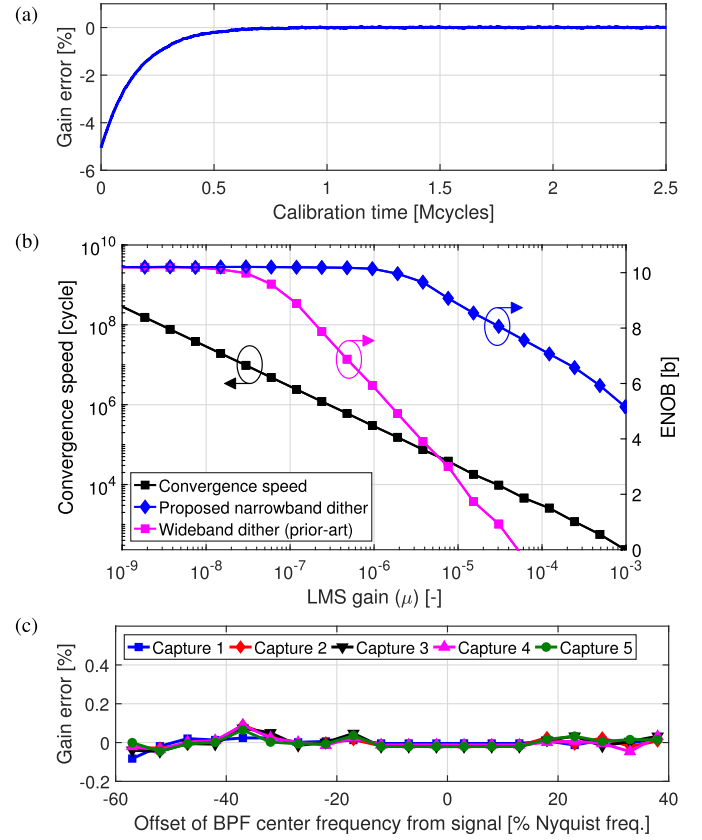 (a)
0
-2
-4
-6
Gain error [%]
0 0.5 1 1.5 2 2.5
Calibration time [Mcycles]
(b)
10^10
10^8
10^6
10^4
Convergence speed [cycle]
10
8
6
4
2
0
ENOB [b]
Convergence speed
Proposed narrowband dither
Wideband dither (prior-art)
10^-9 10^-8 10^-7 10^-6 10^-5 10^-4 10^-3
LMS gain (μ) [-]
(c)
Capture 1 Capture 2 Capture 3 Capture 4 Capture 5
0.4
0.2
0
-0.2
Gain error [%]
-60 -40 -20 0 20 40
Offset of BPF center frequency from signal [% Nyquist freq.]